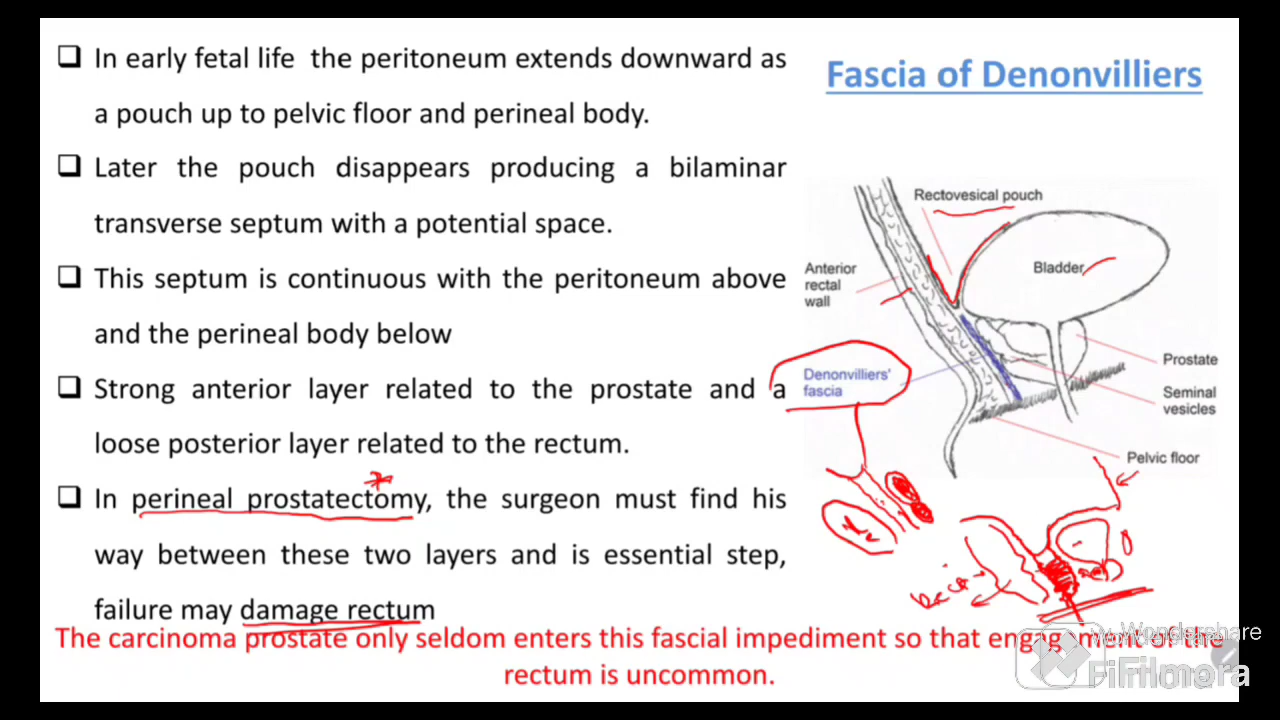 In early fetal life the peritoneum extends downward as
a pouch up to pelvic floor and perineal body.
Later the pouch disappears producing a bilaminar
transverse septum with a potential space.
This septum is continuous with the peritoneum above
and the perineal body below
Strong anterior layer related to the prostate and a
loose posterior layer related to the rectum.
In perineal prostatectomy, the surgeon must find his
way between these two layers and is essential step,
failure may damage rectum
The carcinoma prostate only seldom enters this fascial impediment so that engagement of the
rectum is uncommon.
Fascia of Denonvilliers
Rectovesical pouch
Bladder
Anterior
rectal
wall
Denonvilliers'
fascia
Prostate
Seminal
vesicles
Pelvic floor
Wondershare
Filmora